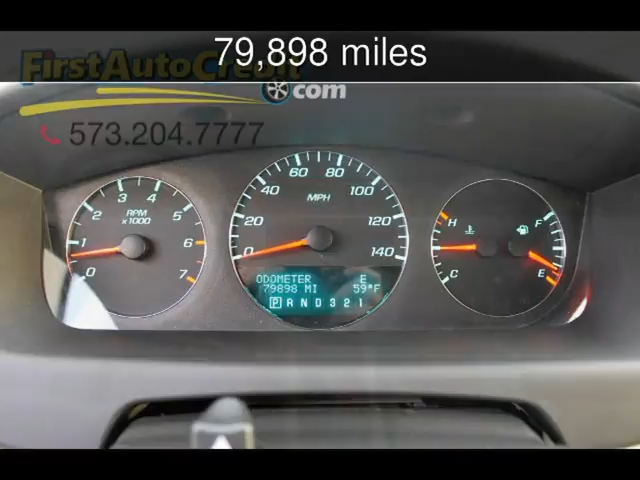 79,898 miles
FirstAutoCredit
.com
573.204.7777
0 1 2 3 4 5 6 7
RPM
x1000
0 20 40 60 80 100 120 140
MPH
ODOMETER E
79898 MI 59°F
P R N D 3 2 1
H F
C E